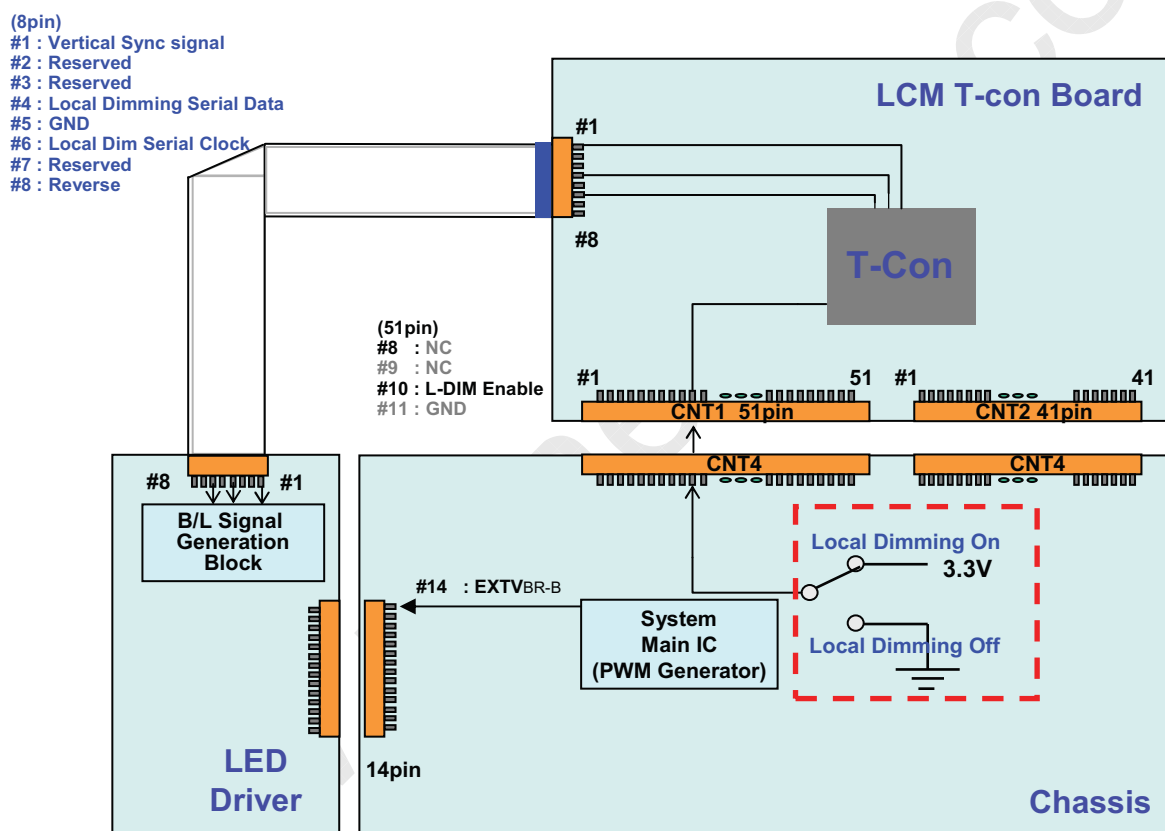 (8pin)
#1 : Vertical Sync signal
#2 : Reserved
#3 : Reserved
#4 : Local Dimming Serial Data
#5 : GND
#6 : Local Dim Serial Clock
#7 : Reserved
#8 : Reverse
LCM T-con Board
#1
#8
T-Con
(51pin)
#8 : NC
#9 : NC
#10 : L-DIM Enable
#11 : GND
#1
51
#1
41
CNT1 51pin
CNT2 41pin
CNT4
CNT4
#8
#1
B/L Signal
Generation
Block
Local Dimming On
3.3V
#14 : EXTVBR-B
System
Main IC
(PWM Generator)
Local Dimming Off
LED
Driver
14pin
Chassis